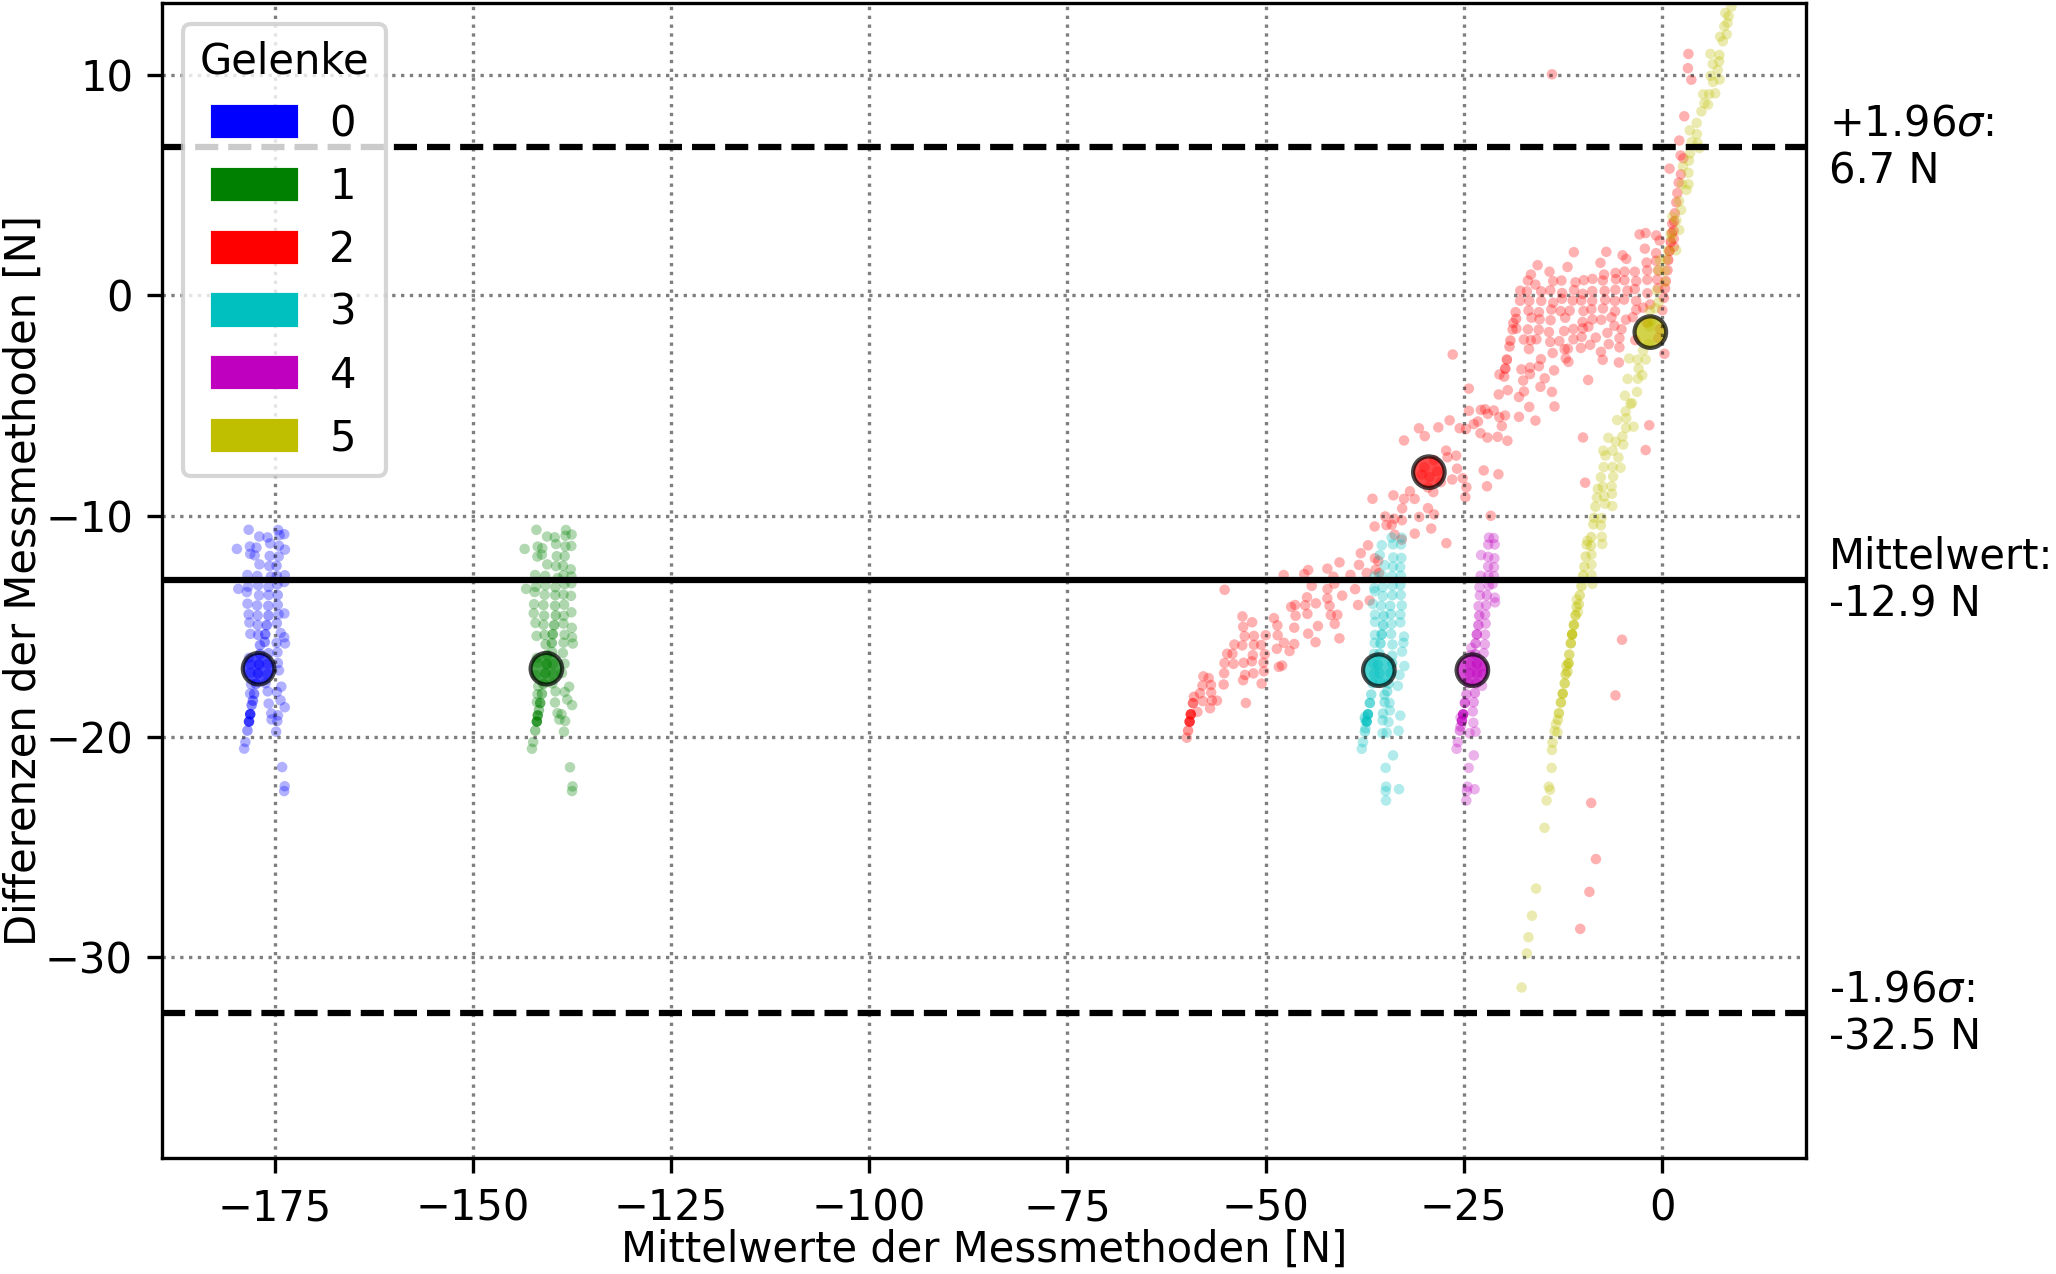 Gelenke
0
1
2
3
4
5
10
0
−10
−20
−30
Differenzen der Messmethoden [N]
+1.96σ:
6.7 N
Mittelwert:
-12.9 N
-1.96σ:
-32.5 N
−175
−150
−125
−100
−75
−50
−25
0
Mittelwerte der Messmethoden [N]